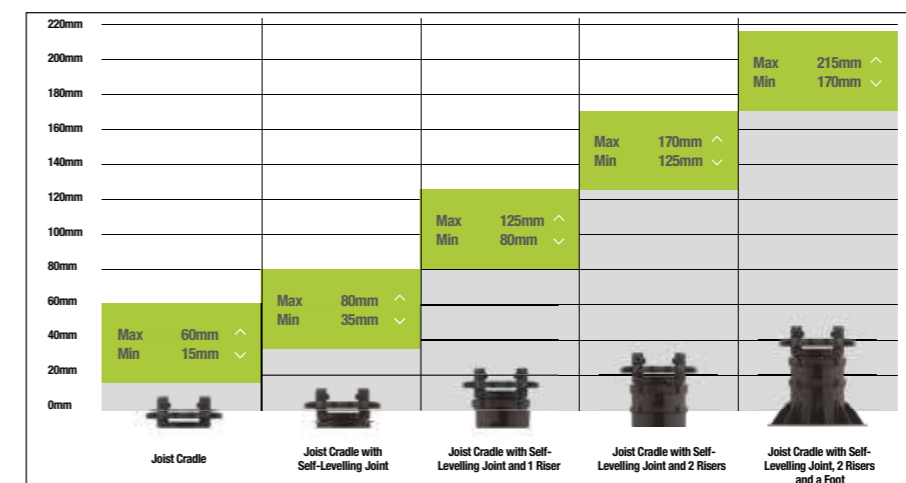 220mm
200mm
180mm
160mm
140mm
120mm
100mm
80mm
60mm
40mm
20mm
0mm
Max 60mm
Min 15mm
Max 80mm
Min 35mm
Max 125mm
Min 80mm
Max 170mm
Min 125mm
Max 215mm
Min 170mm
Joist Cradle
Joist Cradle with
Self-Levelling Joint
Joist Cradle with Self-
Levelling Joint and 1 Riser
Joist Cradle with Self-
Levelling Joint and 2 Risers
Joist Cradle with Self-
Levelling Joint, 2 Risers
and a Foot